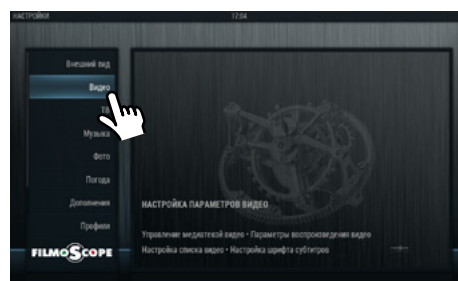 НАСТРОЙКИ
17:04
Внешний вид
Видео
ТВ
Музыка
Фото
Погода
Дополнения
Профили
FILMOSCOPE
НАСТРОЙКА ПАРАМЕТРОВ ВИДЕО
Управление медиатекой видео • Параметры воспроизведения видео
Настройка списка видео • Настройка шрифта субтитров